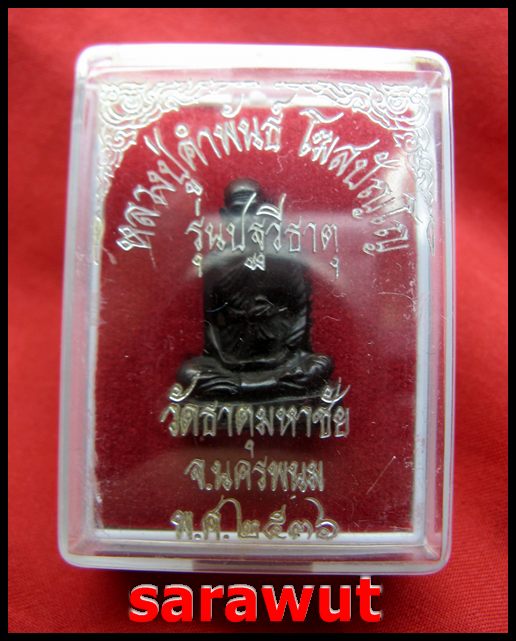 หลวงปู่คำพันธ์ โฆสปัญโญ
รุ่นปฐวีธาตุ
วัดธาตุมหาชัย
จ.นครพนม
พ.ศ.๒๕๓๖
sarawut